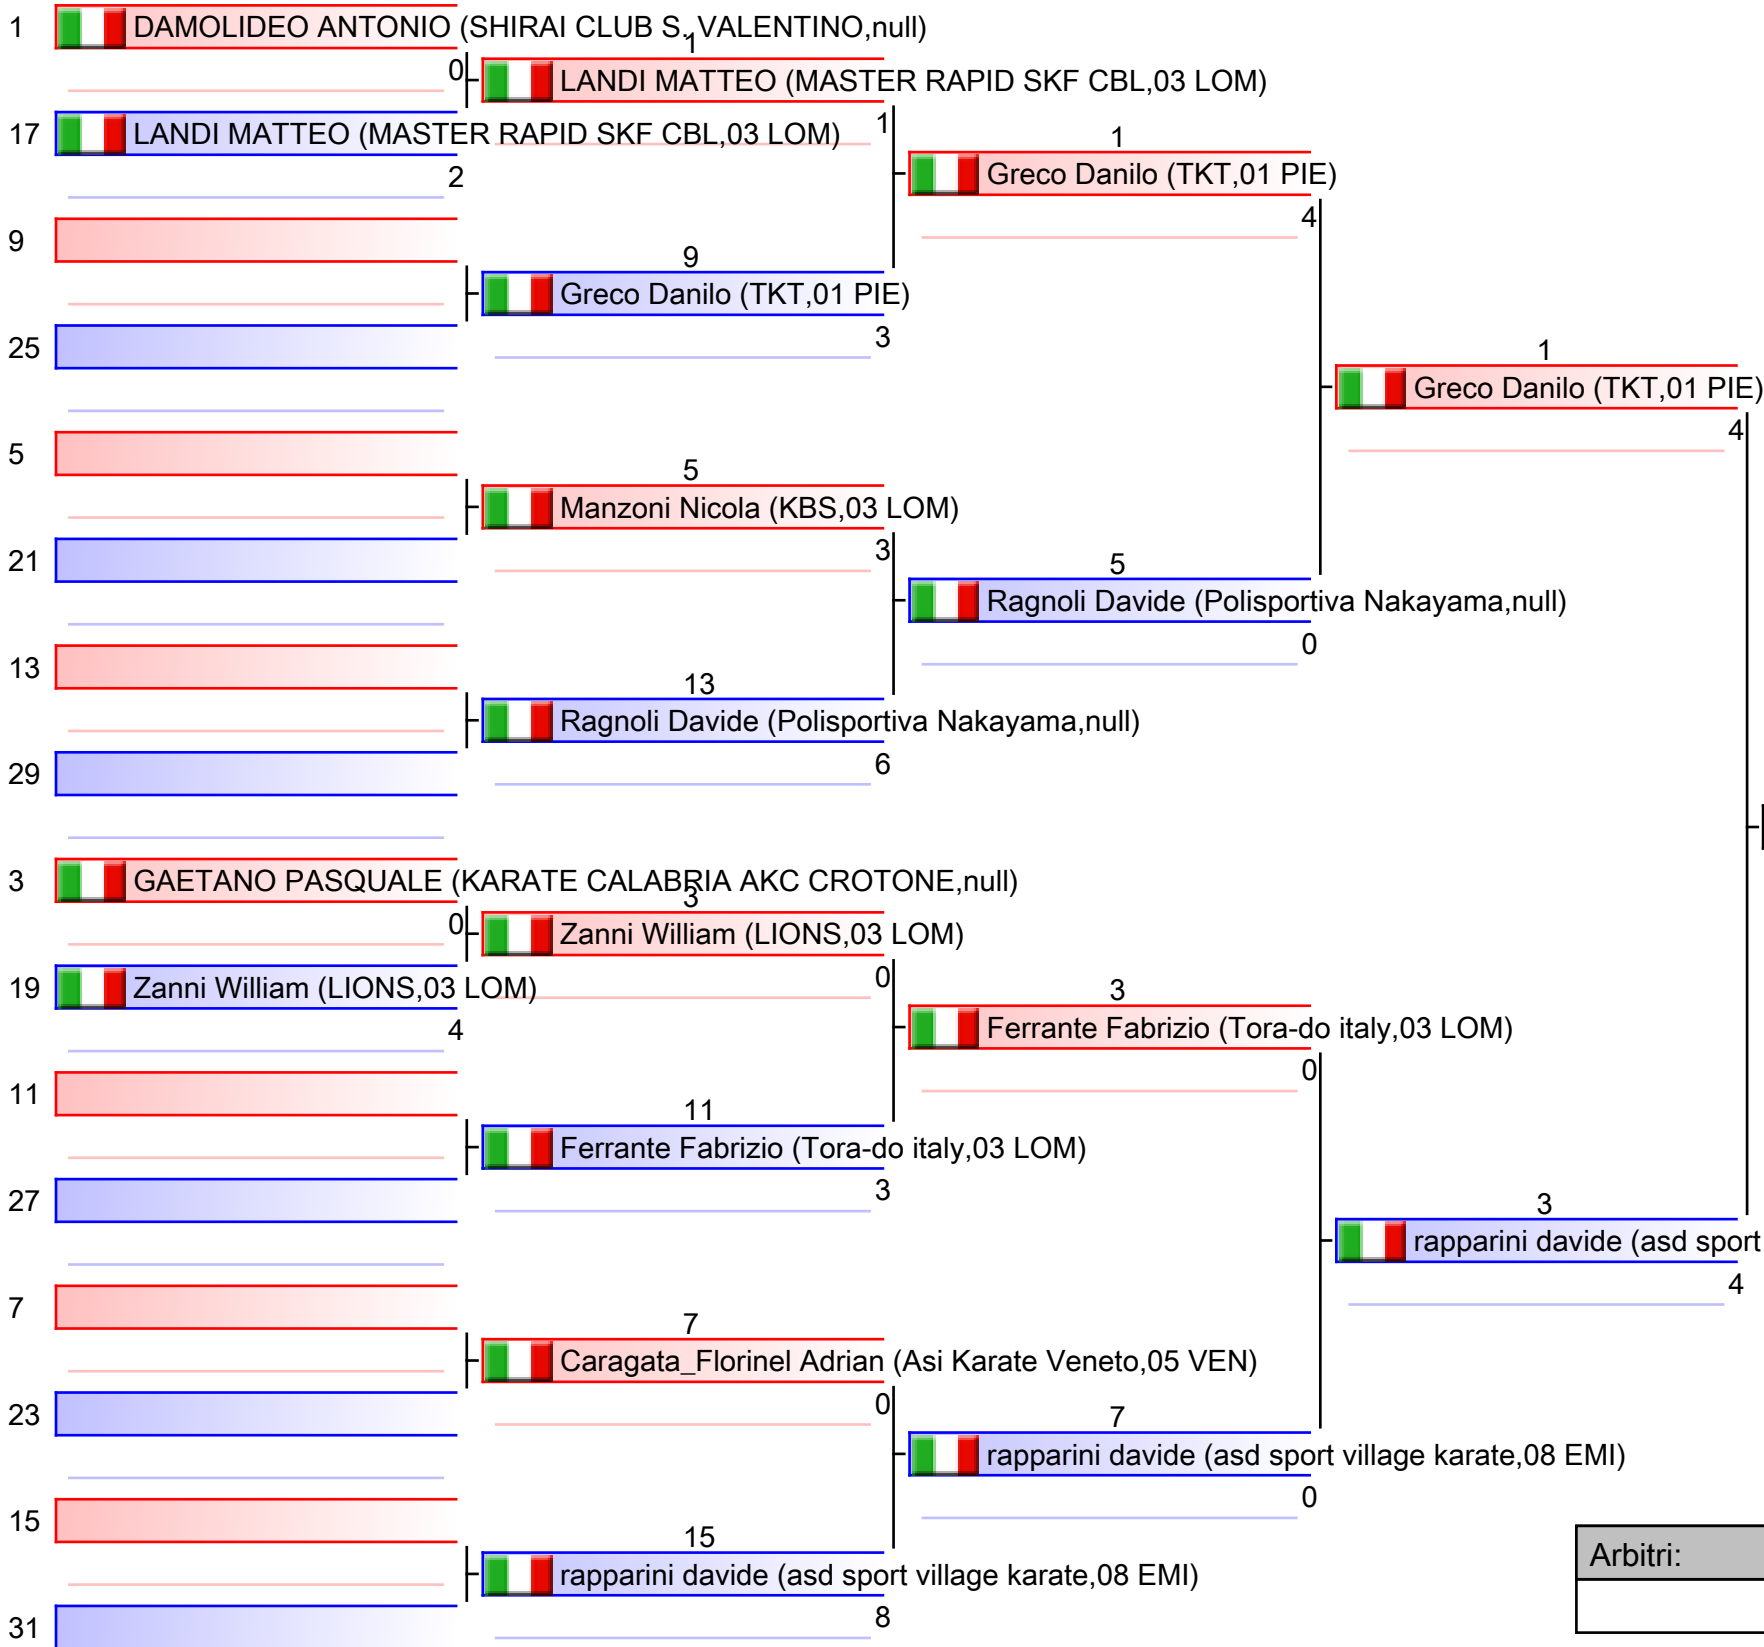 1 DAMOLIDEO ANTONIO (SHIRAI CLUB S. VALENTINO,null)
0
17 LANDI MATTEO (MASTER RAPID SKF CBL,03 LOM)
2
9
25
5
21
13
29
3 GAETANO PASQUALE (KARATE CALABRIA AKC CROTONE,null)
0
19 Zanni William (LIONS,03 LOM)
4
11
27
7
23
15
31
1
LANDI MATTEO (MASTER RAPID SKF CBL,03 LOM)
1
9
Greco Danilo (TKT,01 PIE)
3
5
Manzoni Nicola (KBS,03 LOM)
3
13
Ragnoli Davide (Polisportiva Nakayama,null)
6
3
Zanni William (LIONS,03 LOM)
0
11
Ferrante Fabrizio (Tora-do italy,03 LOM)
3
7
Caragata_Florinel Adrian (Asi Karate Veneto,05 VEN)
0
15
rapparini davide (asd sport village karate,08 EMI)
8
1
Greco Danilo (TKT,01 PIE)
4
5
Ragnoli Davide (Polisportiva Nakayama,null)
0
3
Ferrante Fabrizio (Tora-do italy,03 LOM)
0
7
rapparini davide (asd sport village karate,08 EMI)
0
1
Greco Danilo (TKT,01 PIE)
4
3
rapparini davide (asd sport
4
Arbitri: